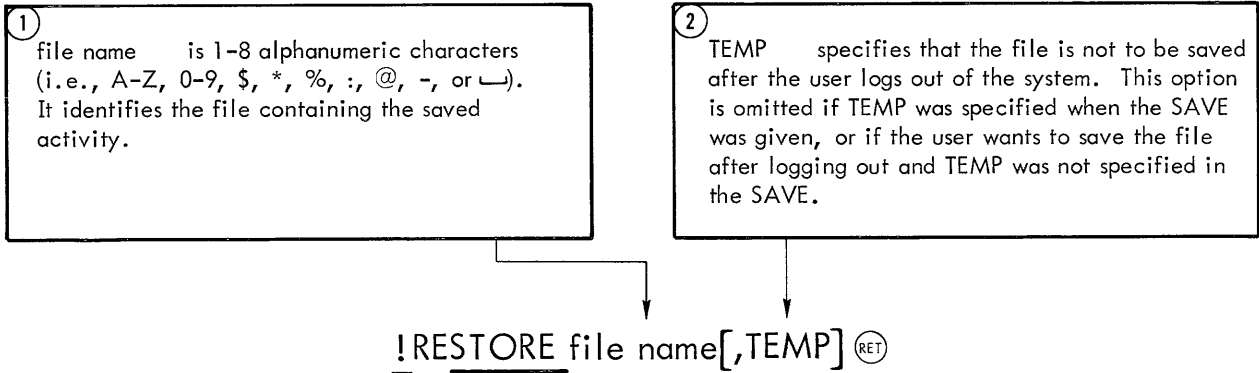 1
file name is 1-8 alphanumeric characters
(i.e., A-Z, 0-9, $, *, %, :, @, -, or ⌴).
It identifies the file containing the saved
activity.
2
TEMP specifies that the file is not to be saved
after the user logs out of the system. This option
is omitted if TEMP was specified when the SAVE
was given, or if the user wants to save the file
after logging out and TEMP was not specified in
the SAVE.
!RESTORE file name[,TEMP] RET